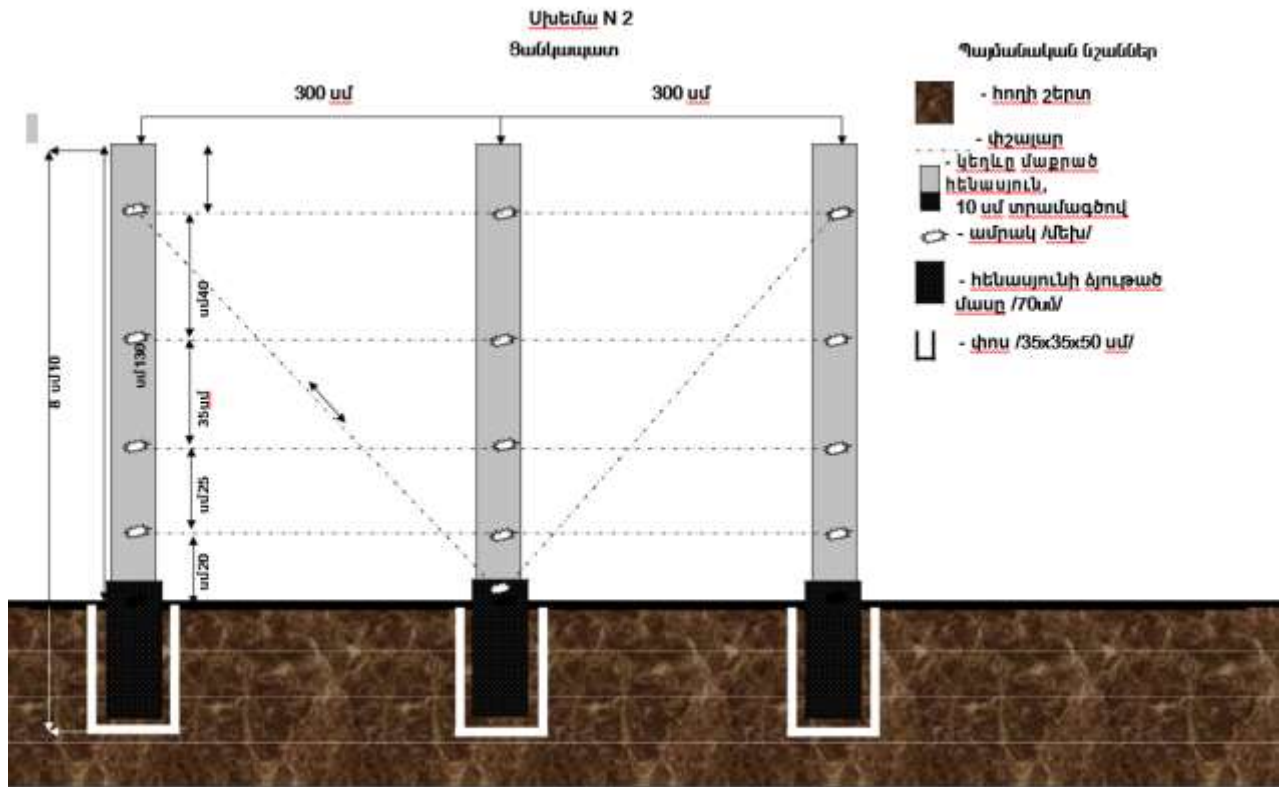 Սխեմա N 2
Ցանկապատ
300 սմ
300 սմ
Պայմանական նշաններ
- հողի շերտ
- փշալար
- կեղևը մաքրած
հենասյուն,
10 սմ տրամագծով
- ամրակ /մեխ/
- հենասյունի ձյութած
մասը /70սմ/
- փոս /35x35x50 սմ/
8 սմ10
սմ130
սմ40
35սմ
սմ25
սմ20